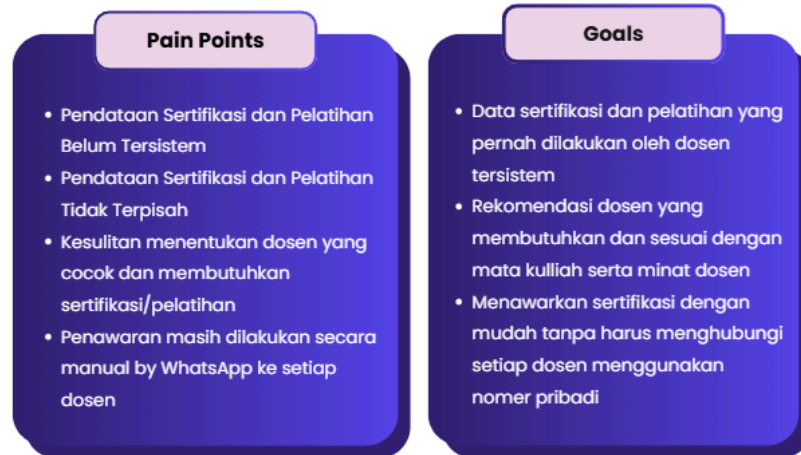 Pain Points
• Pendataan Sertifikasi dan Pelatihan
Belum Tersistem
• Pendataan Sertifikasi dan Pelatihan
Tidak Terpisah
• Kesulitan menentukan dosen yang
cocok dan membutuhkan
sertifikasi/pelatihan
• Penawaran masih dilakukan secara
manual by WhatsApp ke setiap
dosen
Goals
• Data sertifikasi dan pelatihan yang
pernah dilakukan oleh dosen
tersistem
• Rekomendasi dosen yang
membutuhkan dan sesuai dengan
mata kulliah serta minat dosen
• Menawarkan sertifikasi dengan
mudah tanpa harus menghubungi
setiap dosen menggunakan
nomer pribadi